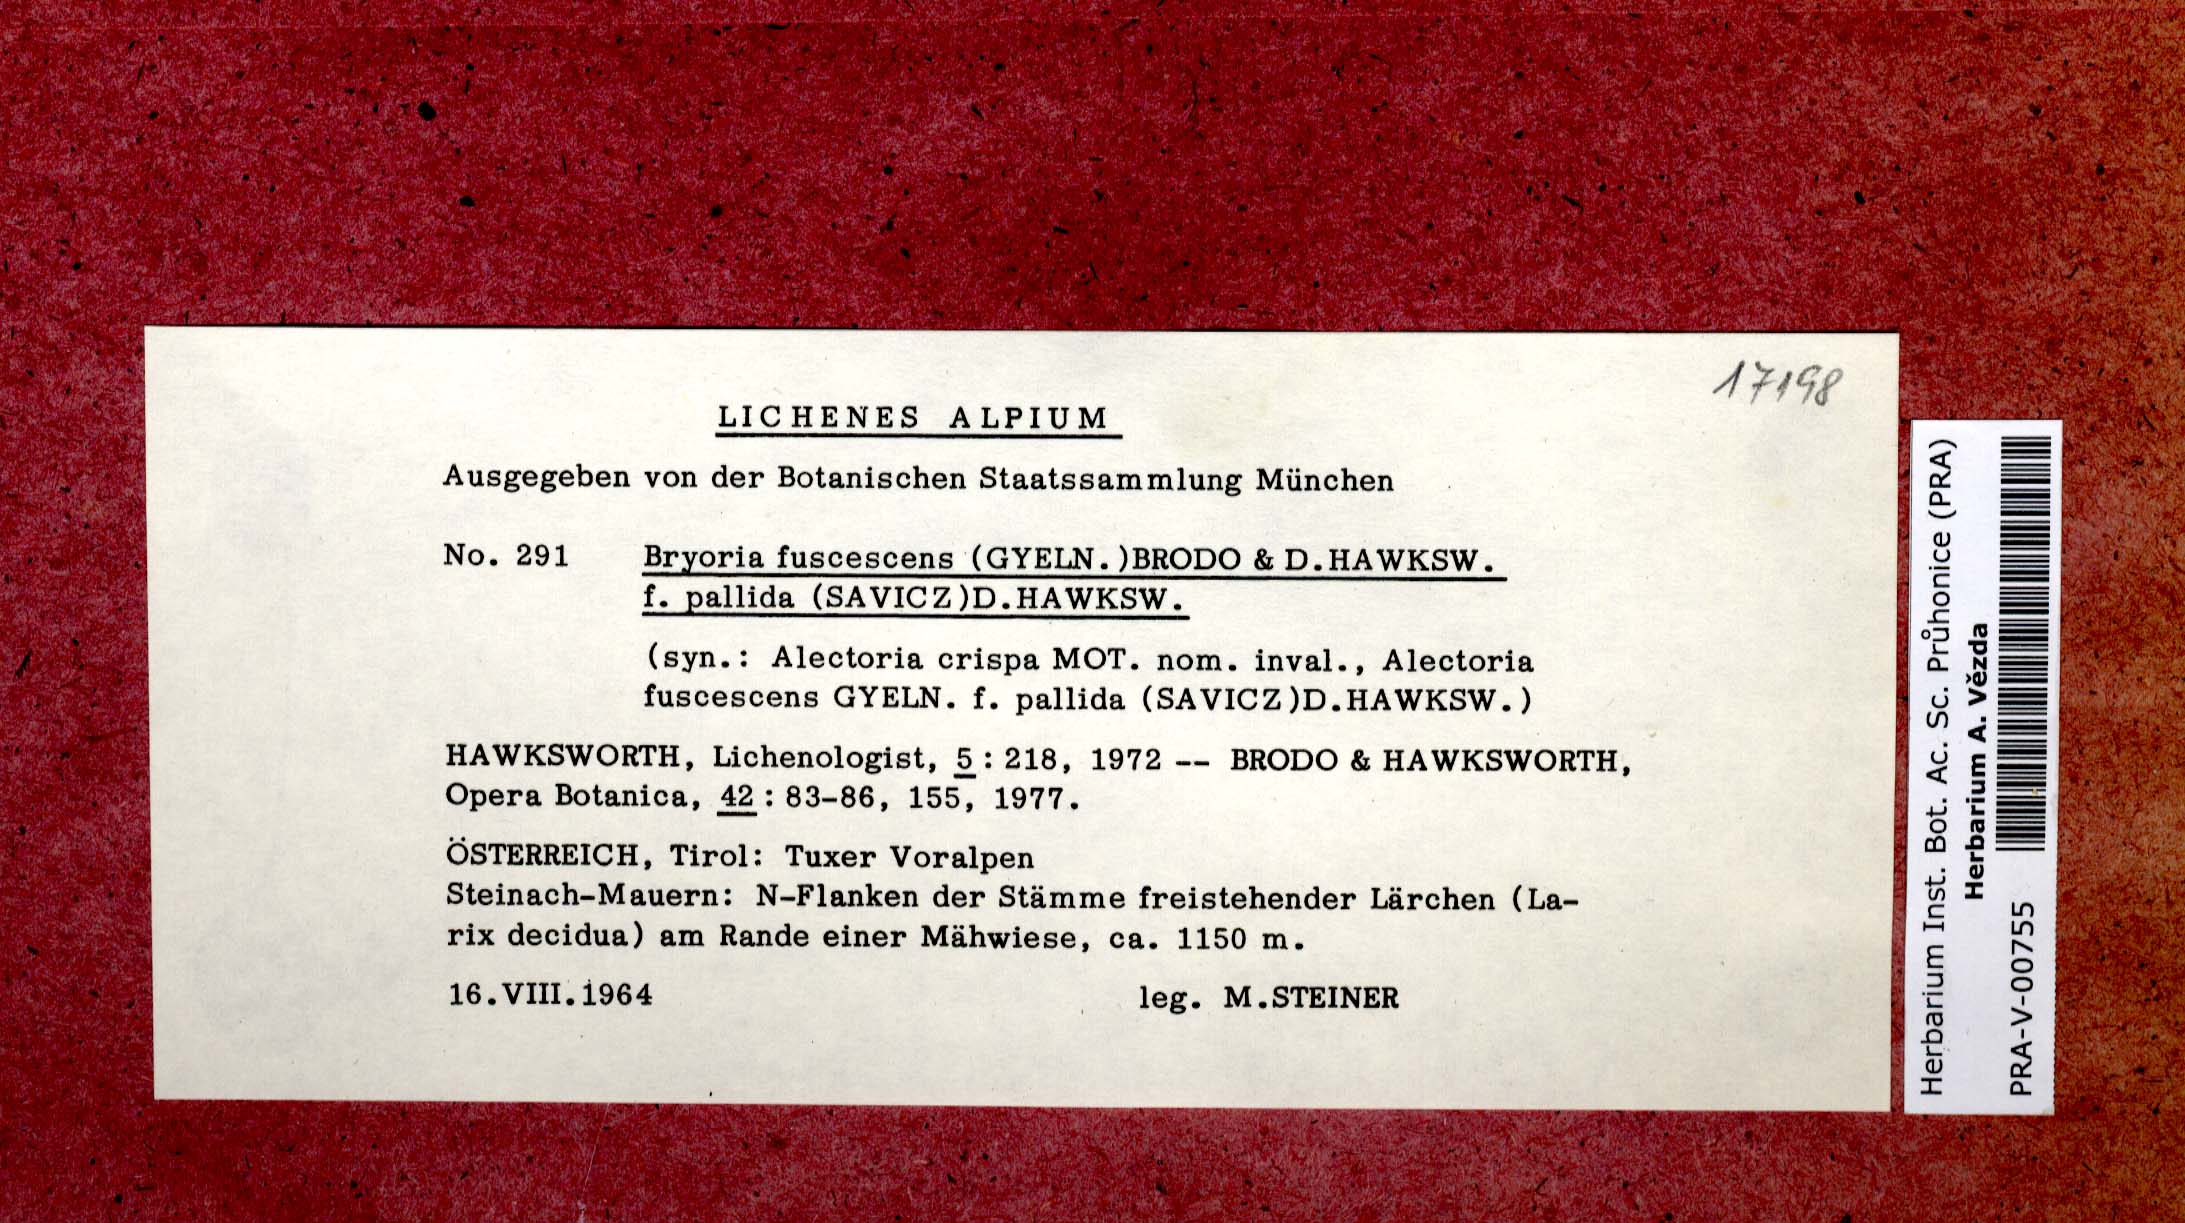 17198
LICHENES ALPIUM
Ausgegeben von der Botanischen Staatssammlung München
No. 291 Bryoria fuscescens (GYELN.)BRODO & D.HAWKSW.
f. pallida (SAVICZ)D.HAWKSW.
(syn.: Alectoria crispa MOT. nom. inval., Alectoria
fuscescens GYELN. f. pallida (SAVICZ)D.HAWKSW.)
HAWKSWORTH, Lichenologist, 5:218, 1972 -- BRODO & HAWKSWORTH,
Opera Botanica, 42:83-86, 155, 1977.
ÖSTERREICH, Tirol: Tuxer Voralpen
Steinach-Mauern: N-Flanken der Stämme freistehender Lärchen (La-
rix decidua) am Rande einer Mähwiese, ca. 1150 m.
16.VIII.1964 leg. M.STEINER
Herbarium Inst. Bot. Ac. Sc. Průhonice (PRA)
Herbarium A. Vězda
PRA-V-00755